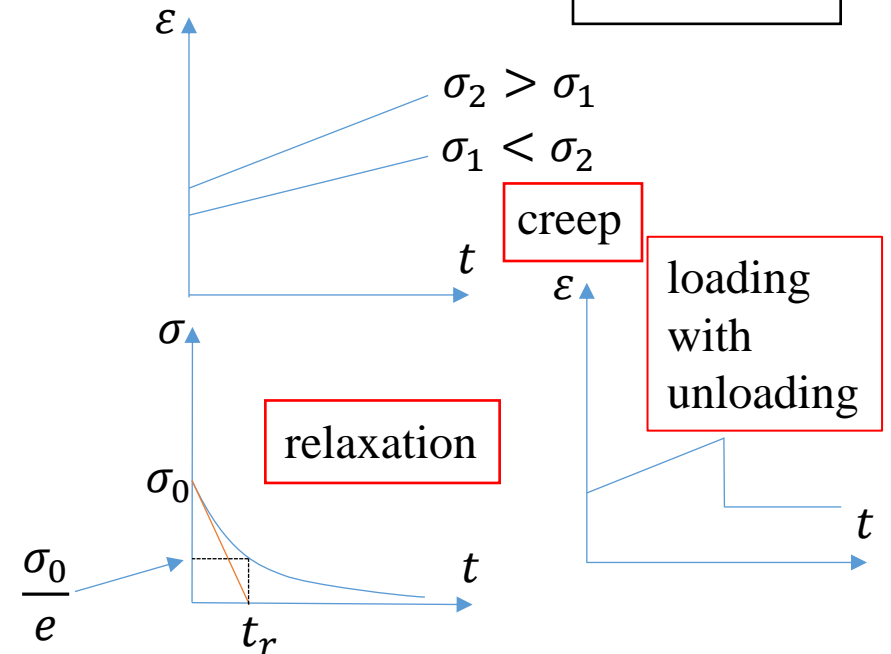 ε
σ₂ > σ₁
σ₁ < σ₂
t
creep
σ
relaxation
σ₀
σ₀/e
t
tᵣ
ε
loading
with
unloading
t